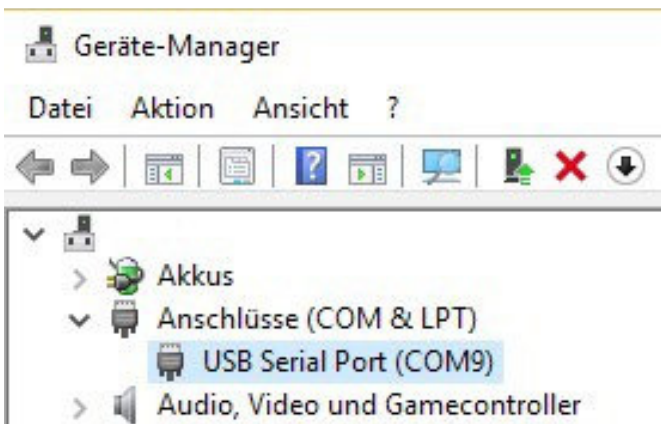 Geräte-Manager
Datei Aktion Ansicht ?
Akkus
Anschlüsse (COM & LPT)
USB Serial Port (COM9)
Audio, Video und Gamecontroller